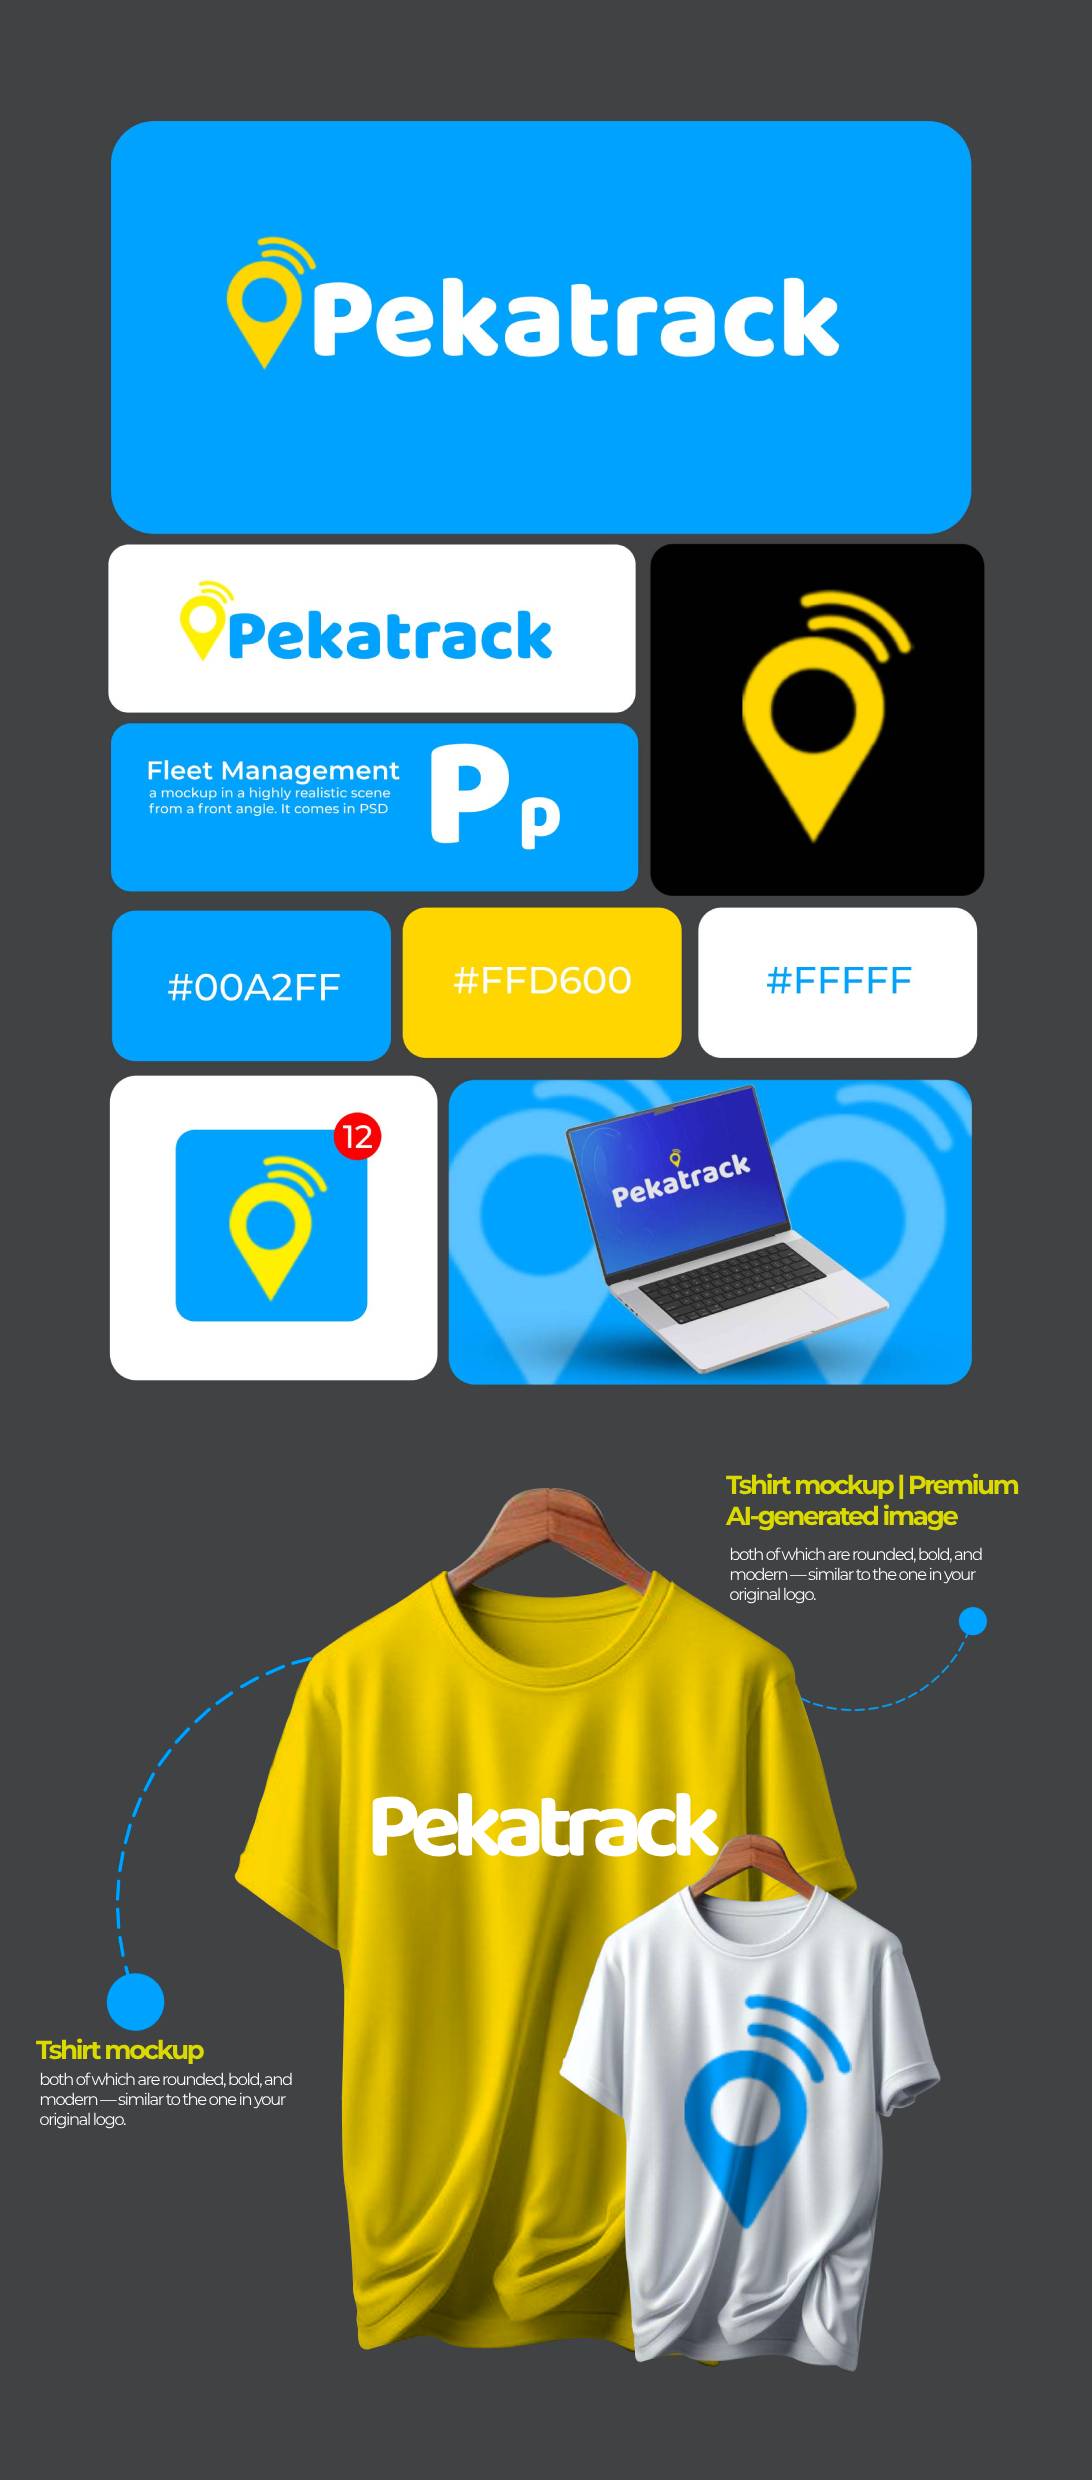 Pekatrack
Pekatrack
Fleet Management
a mockup in a highly realistic scene
from a front angle. It comes in PSD
P p
#00A2FF
#FFD600
#FFFFF
12
Pekatrack
Tshirt mockup | Premium
AI-generated image
both of which are rounded, bold, and
modern — similar to the one in your
original logo.
Pekatrack
Tshirt mockup
both of which are rounded, bold, and
modern — similar to the one in your
original logo.